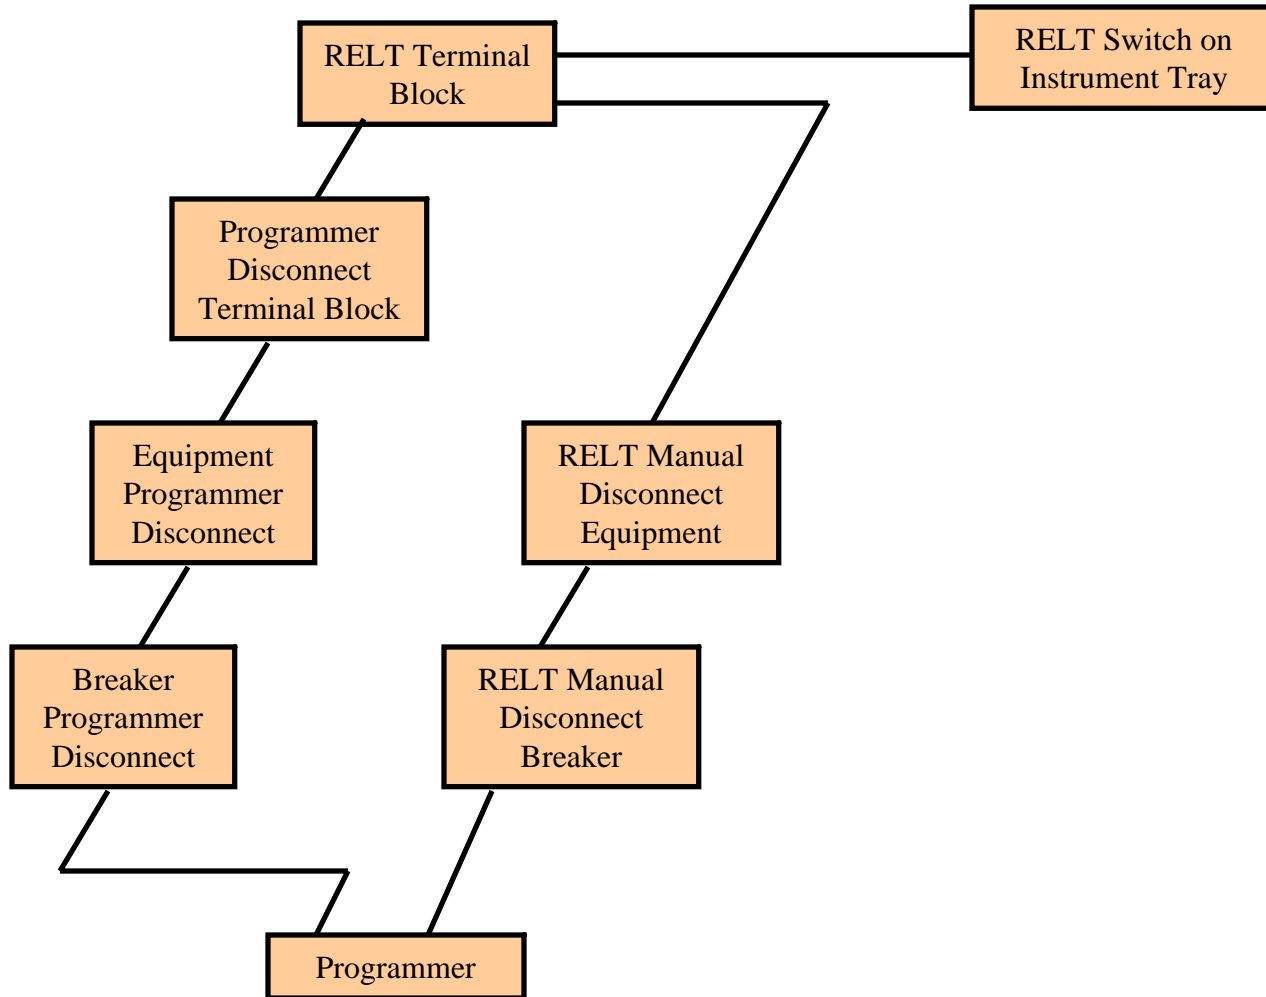 RELT Terminal
Block
RELT Switch on
Instrument Tray
Programmer
Disconnect
Terminal Block
Equipment
Programmer
Disconnect
RELT Manual
Disconnect
Equipment
Breaker
Programmer
Disconnect
RELT Manual
Disconnect
Breaker
Programmer